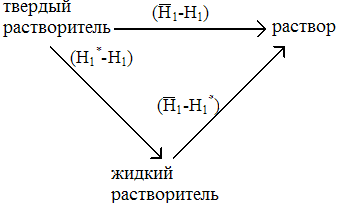 твердый
растворитель
(H̅₁-H₁)
раствор
(H₁*-H₁)
(H̅₁-H₁*)
жидкий
растворитель